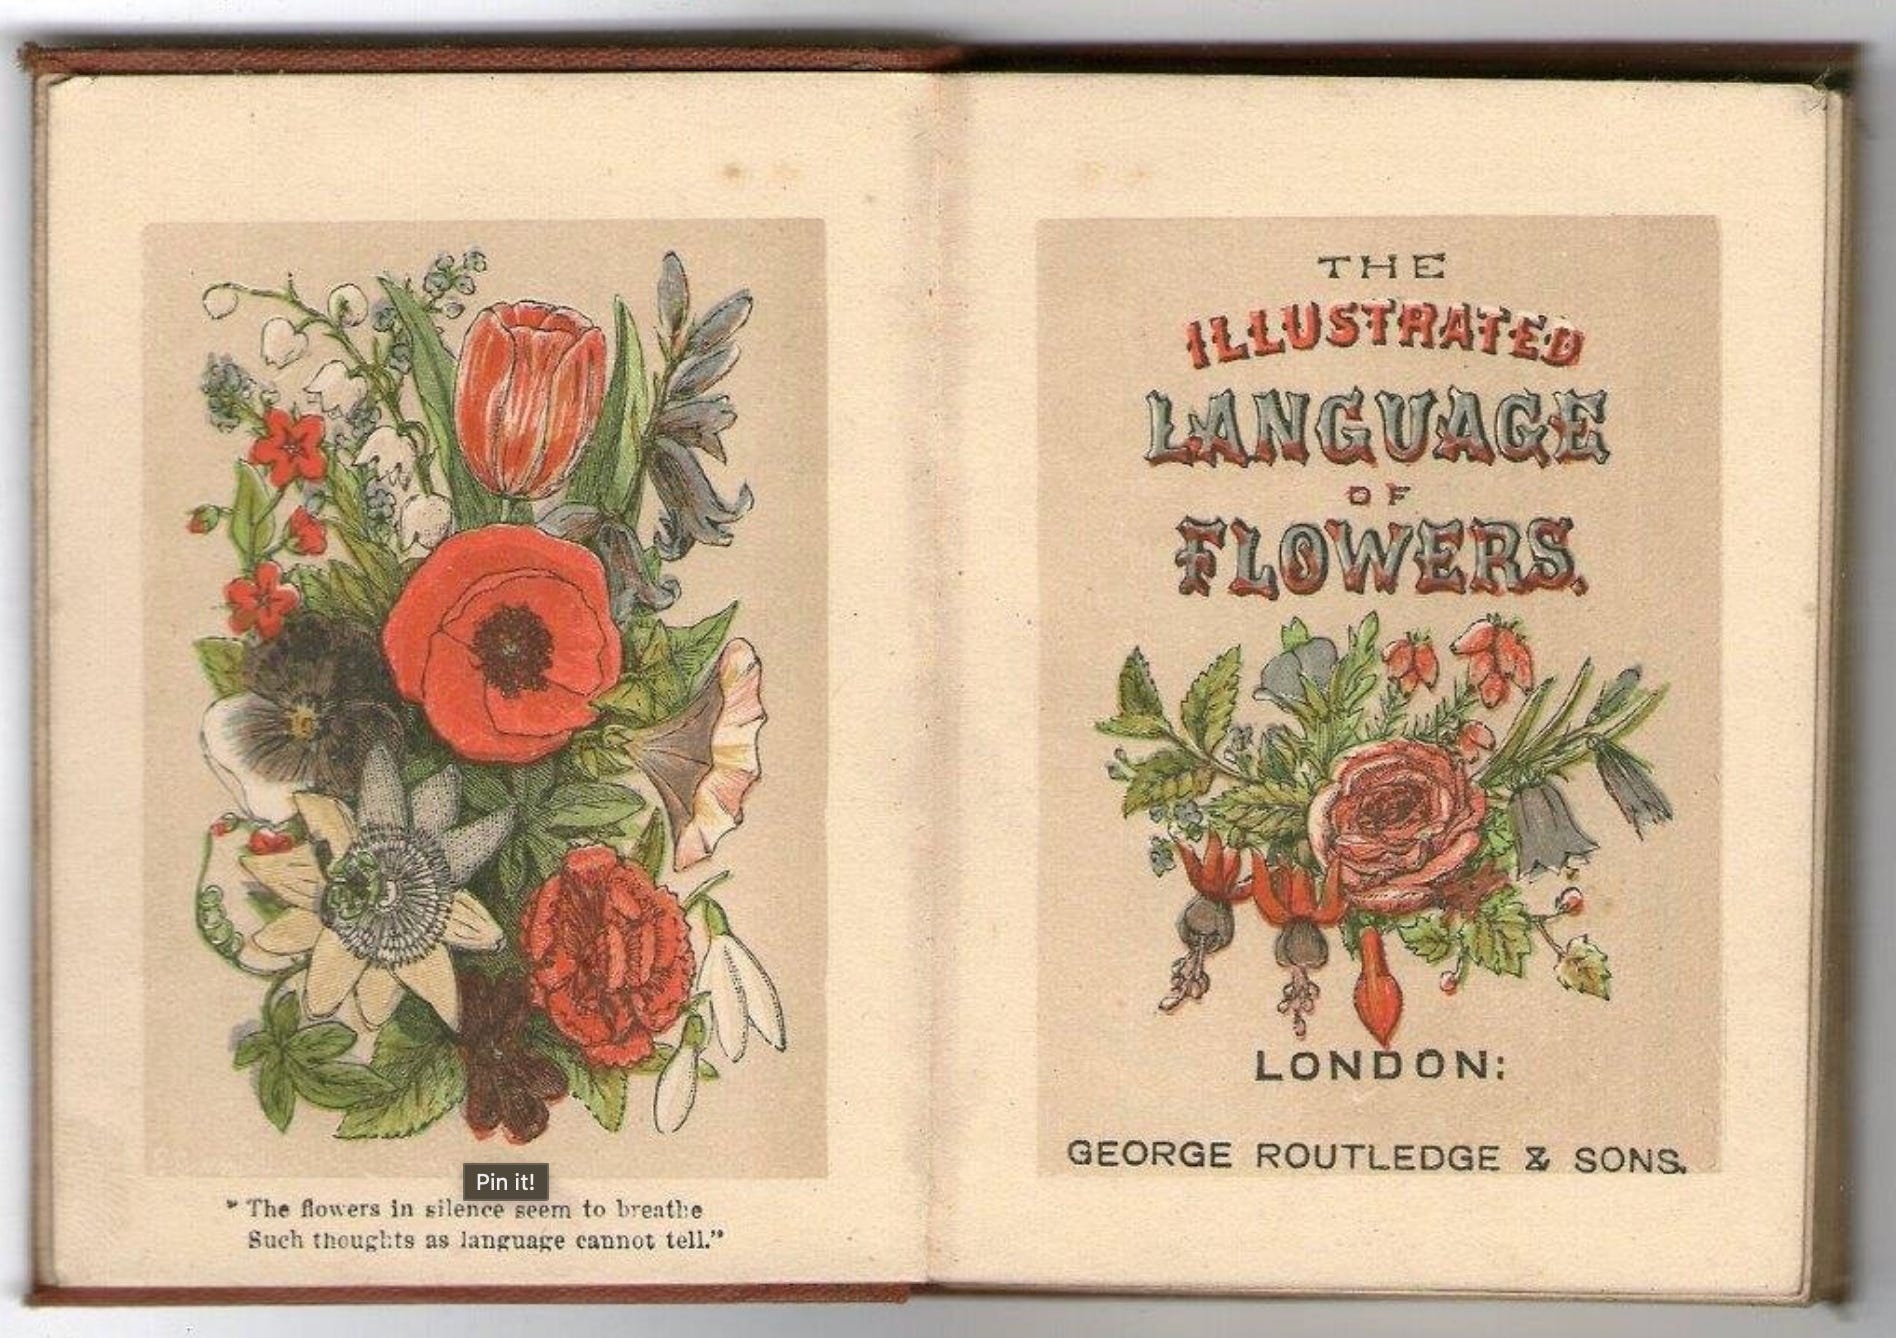 Pin it!
" The flowers in silence seem to breathe
Such thoughts as language cannot tell."
THE
ILLUSTRATED
LANGUAGE
OF
FLOWERS.
LONDON:
GEORGE ROUTLEDGE & SONS.